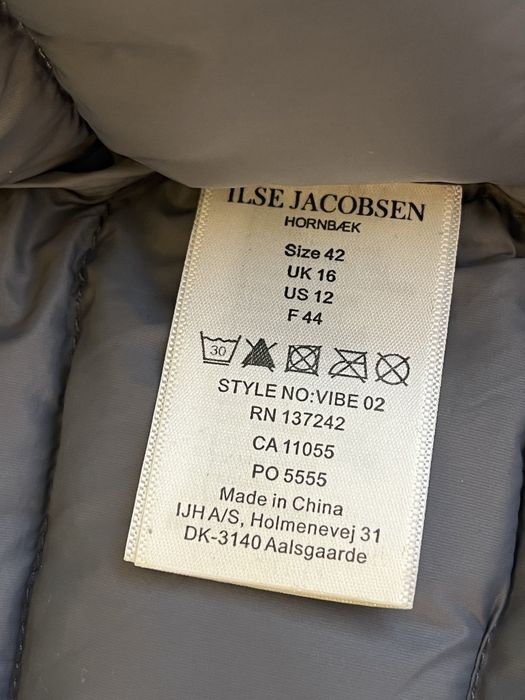 ILSE JACOBSEN
HORNBÆK
Size 42
UK 16
US 12
F 44
30
STYLE NO:VIBE 02
RN 137242
CA 11055
PO 5555
Made in China
IJH A/S, Holmenevej 31
DK-3140 Aalsgaarde